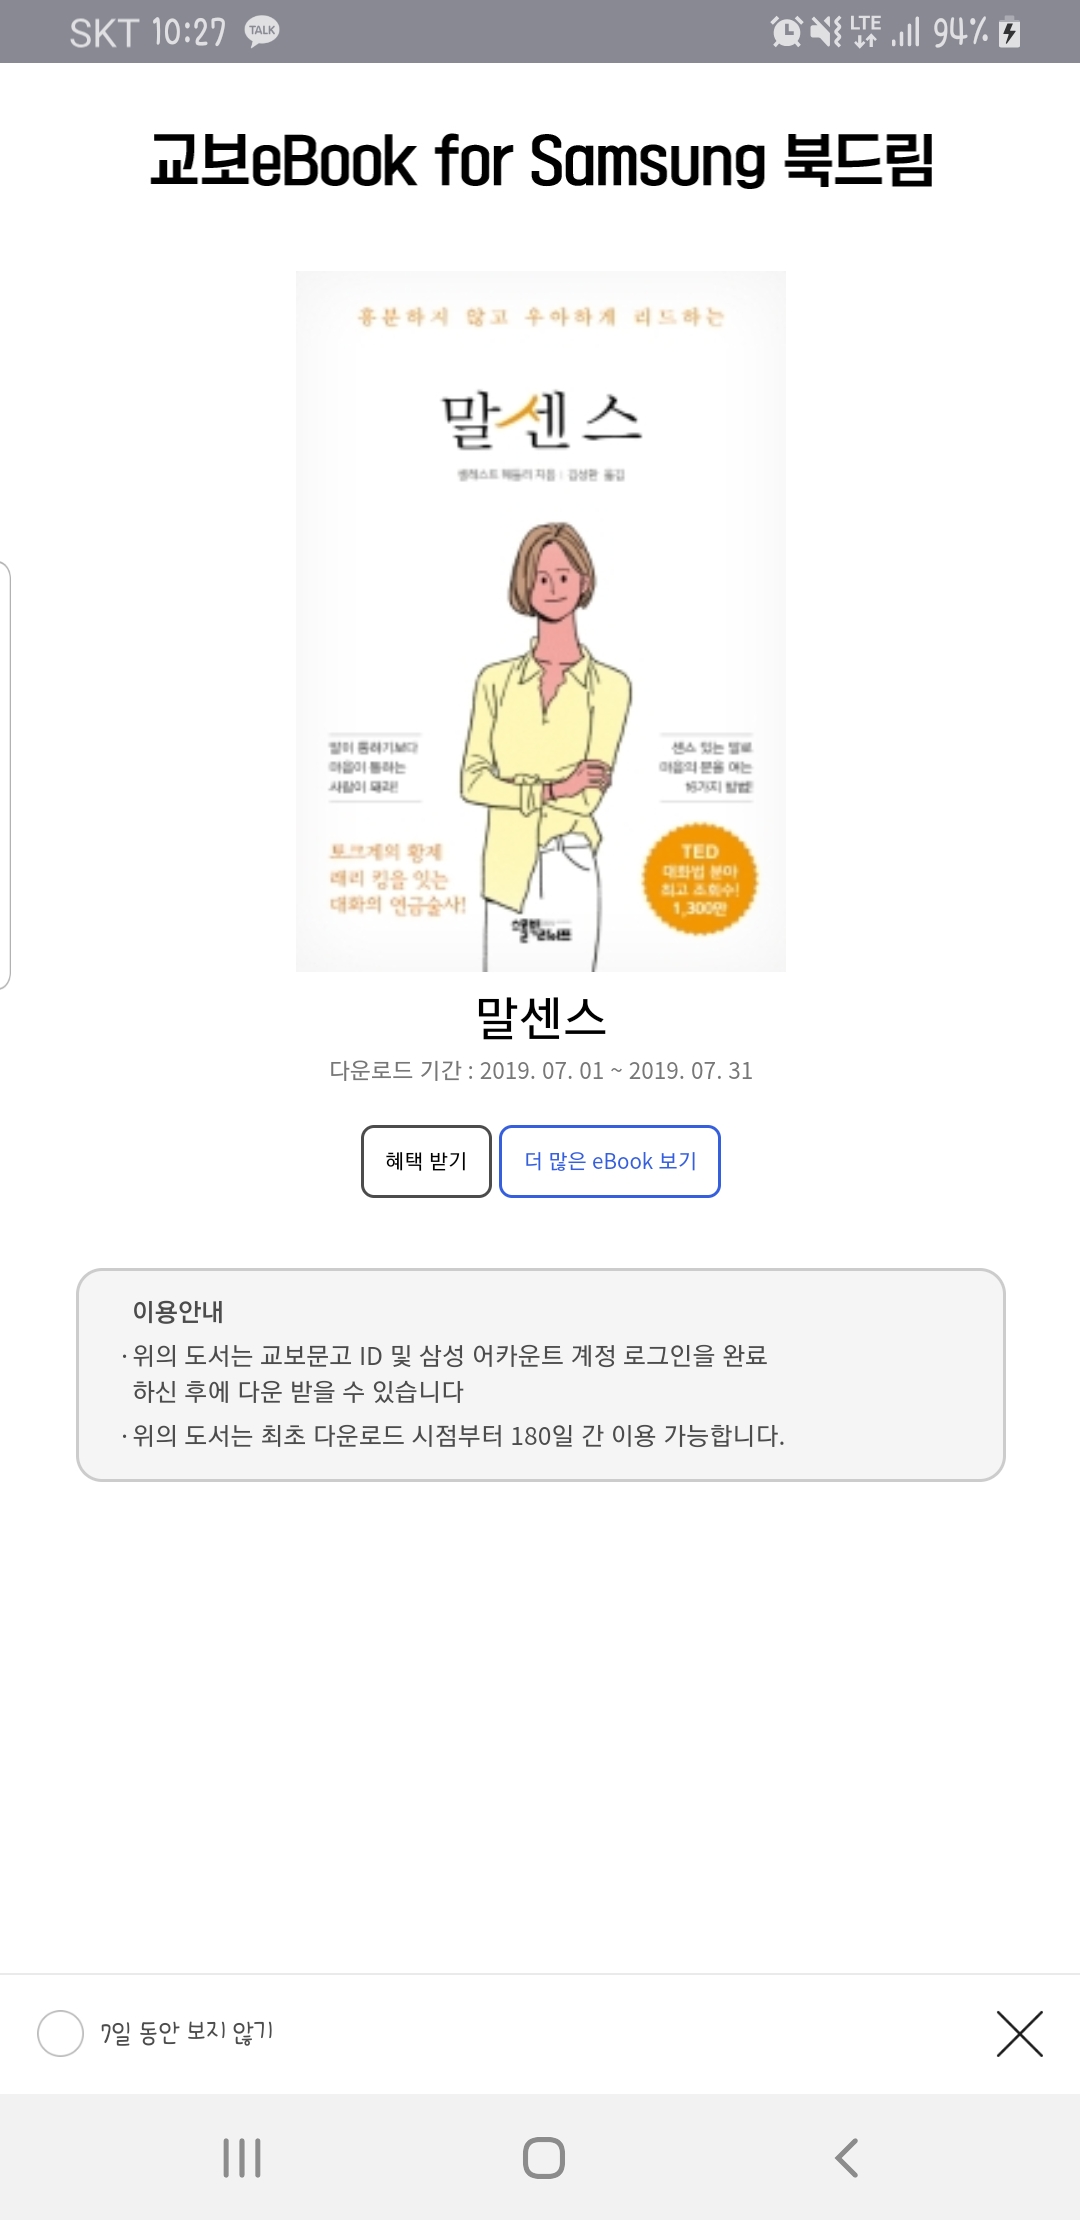 SKT 10:27 TALK LTE 94%
교보eBook for Samsung 북드림
흥분하지 않고 우아하게 리드하는
말센스
셀레스트 헤들리 지음 | 김성환 옮김
말이 통하기보다
마음이 통하는
사람이 돼라!
센스 있는 말로
마음의 문을 여는
16가지 방법!
토크계의 황제
래리 킹을 잇는
대화의 연금술사!
TED
대화법 분야
최고 조회수!
1,300만
스몰빅라이프
말센스
다운로드 기간 : 2019. 07. 01 ~ 2019. 07. 31
혜택 받기
더 많은 eBook 보기
이용안내
· 위의 도서는 교보문고 ID 및 삼성 어카운트 계정 로그인을 완료
하신 후에 다운 받을 수 있습니다
· 위의 도서는 최초 다운로드 시점부터 180일 간 이용 가능합니다.
7일 동안 보지 않기